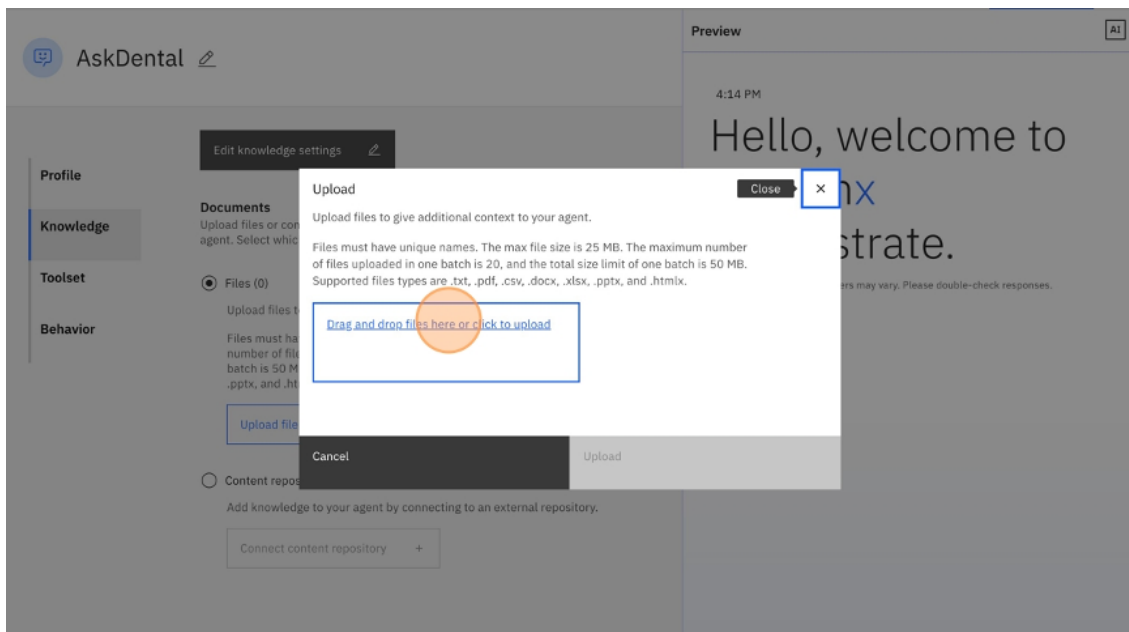 AskDental
Preview
AI
4:14 PM
Hello, welcome to
x
strate.
ers may vary. Please double-check responses.
Profile
Knowledge
Toolset
Behavior
Edit knowledge settings
Documents
Upload files or con
agent. Select whic
Files (0)
Upload files t
Files must ha
number of file
batch is 50 M
.pptx, and .ht
Upload file
Content repos
Add knowledge to your agent by connecting to an external repository.
Connect content repository +
Upload
Close
Upload files to give additional context to your agent.
Files must have unique names. The max file size is 25 MB. The maximum number
of files uploaded in one batch is 20, and the total size limit of one batch is 50 MB.
Supported files types are .txt, .pdf, .csv, .docx, .xlsx, .pptx, and .htmlx.
Drag and drop files here or click to upload
Cancel
Upload